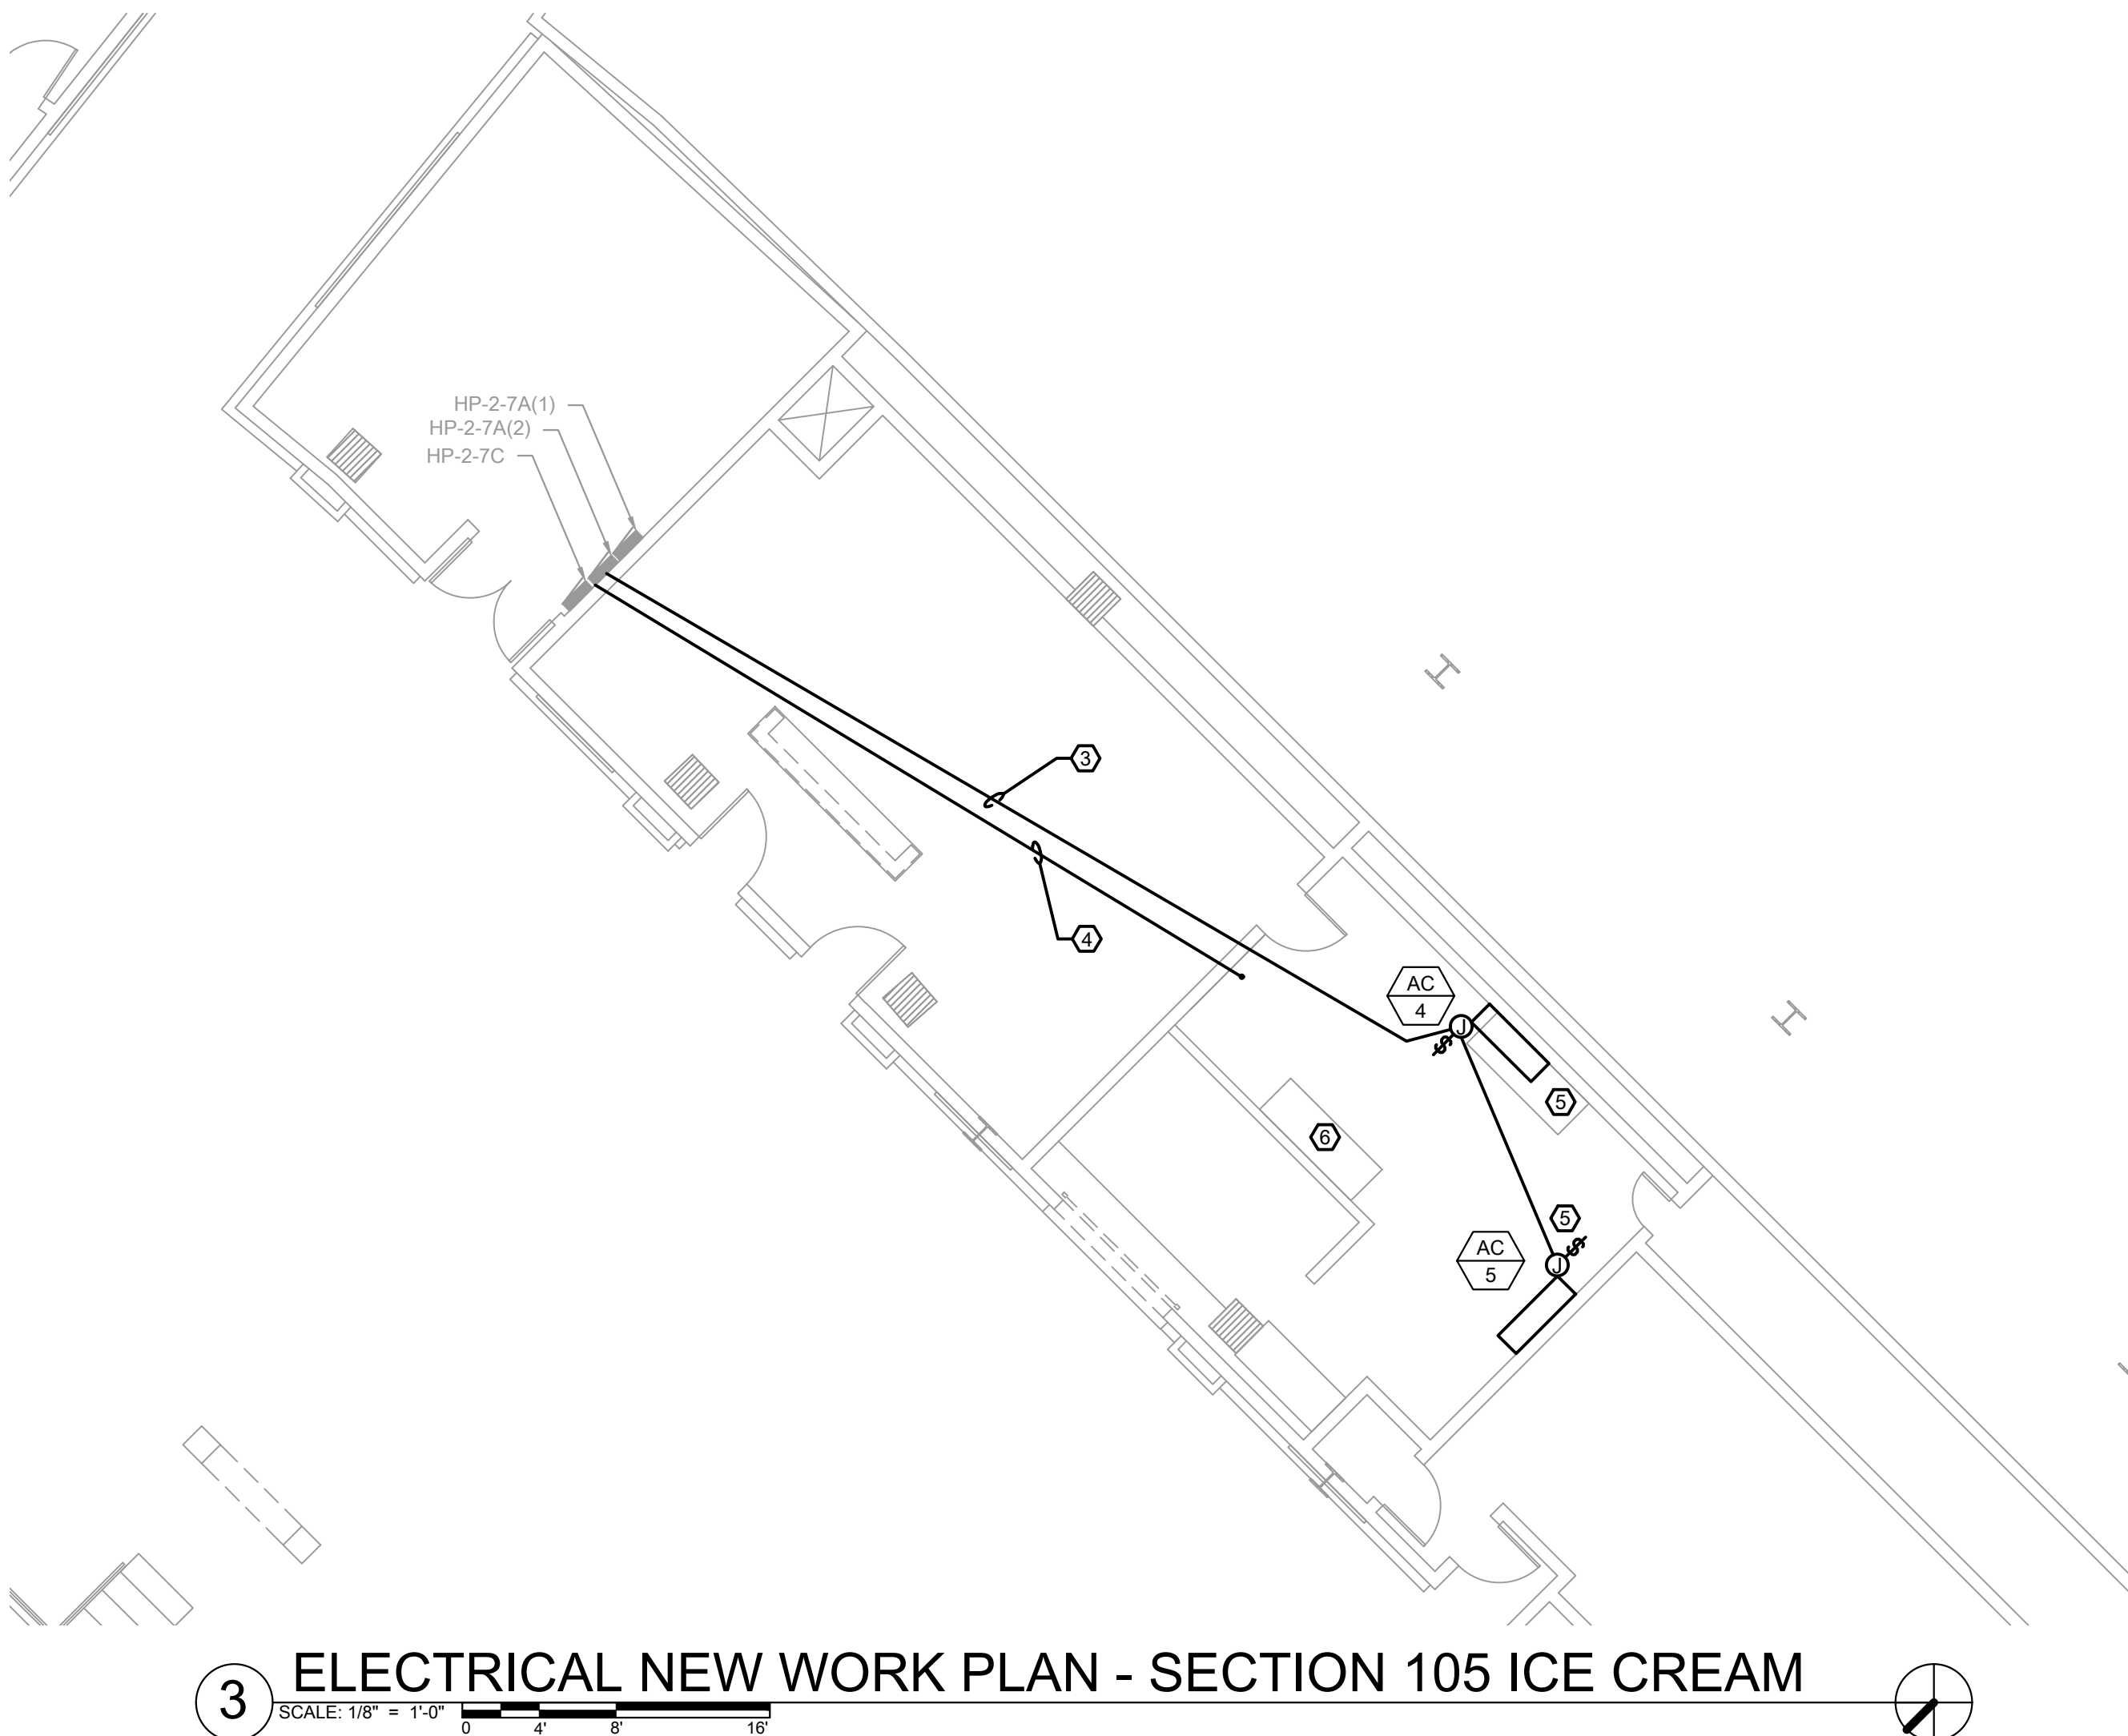 HP-2-7A(1)
HP-2-7A(2)
HP-2-7C
3
4
AC
4
J
$
5
6
5
AC
5
J
$
3
ELECTRICAL NEW WORK PLAN - SECTION 105 ICE CREAM
SCALE: 1/8" = 1'-0"
0 4' 8' 16'